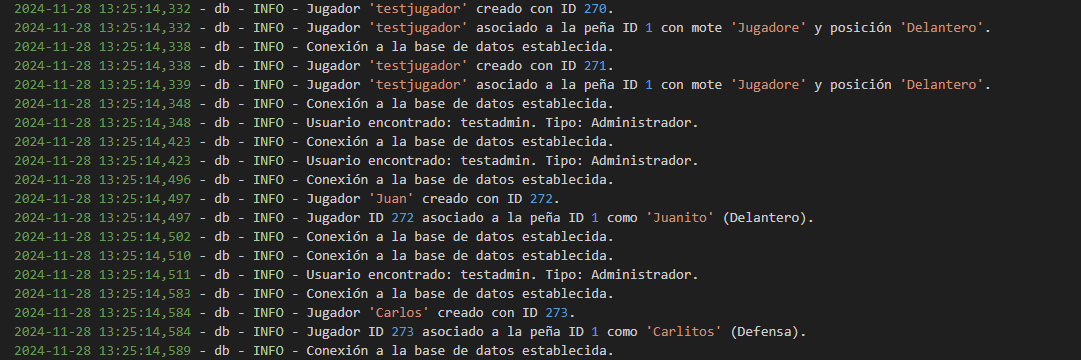 2024-11-28 13:25:14,332 - db - INFO - Jugador 'testjugador' creado con ID 270.
2024-11-28 13:25:14,332 - db - INFO - Jugador 'testjugador' asociado a la peña ID 1 con mote 'Jugadore' y posición 'Delantero'.
2024-11-28 13:25:14,338 - db - INFO - Conexión a la base de datos establecida.
2024-11-28 13:25:14,338 - db - INFO - Jugador 'testjugador' creado con ID 271.
2024-11-28 13:25:14,339 - db - INFO - Jugador 'testjugador' asociado a la peña ID 1 con mote 'Jugadore' y posición 'Delantero'.
2024-11-28 13:25:14,348 - db - INFO - Conexión a la base de datos establecida.
2024-11-28 13:25:14,348 - db - INFO - Usuario encontrado: testadmin. Tipo: Administrador.
2024-11-28 13:25:14,423 - db - INFO - Conexión a la base de datos establecida.
2024-11-28 13:25:14,423 - db - INFO - Usuario encontrado: testadmin. Tipo: Administrador.
2024-11-28 13:25:14,496 - db - INFO - Conexión a la base de datos establecida.
2024-11-28 13:25:14,497 - db - INFO - Jugador 'Juan' creado con ID 272.
2024-11-28 13:25:14,497 - db - INFO - Jugador ID 272 asociado a la peña ID 1 como 'Juanito' (Delantero).
2024-11-28 13:25:14,502 - db - INFO - Conexión a la base de datos establecida.
2024-11-28 13:25:14,510 - db - INFO - Conexión a la base de datos establecida.
2024-11-28 13:25:14,511 - db - INFO - Usuario encontrado: testadmin. Tipo: Administrador.
2024-11-28 13:25:14,583 - db - INFO - Conexión a la base de datos establecida.
2024-11-28 13:25:14,584 - db - INFO - Jugador 'Carlos' creado con ID 273.
2024-11-28 13:25:14,584 - db - INFO - Jugador ID 273 asociado a la peña ID 1 como 'Carlitos' (Defensa).
2024-11-28 13:25:14,589 - db - INFO - Conexión a la base de datos establecida.